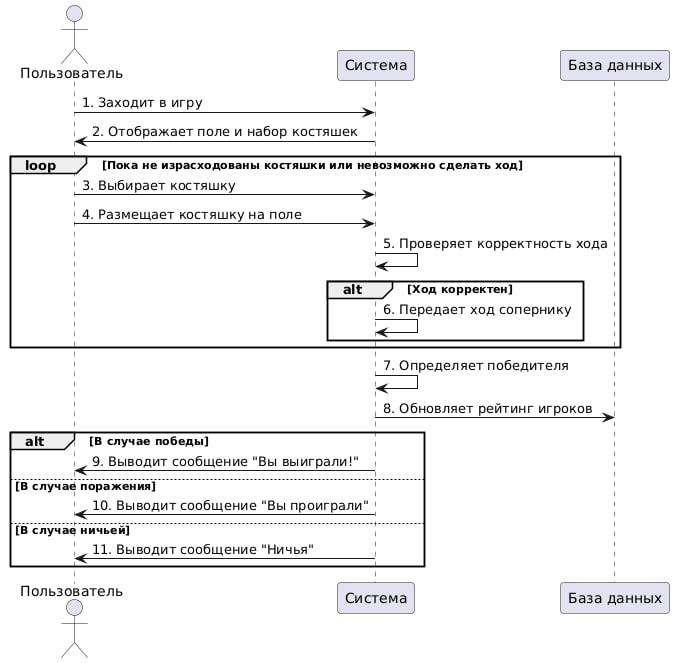 Пользователь
Система
База данных
1. Заходит в игру
2. Отображает поле и набор костяшек
loop
[Пока не израсходованы костяшки или невозможно сделать ход]
3. Выбирает костяшку
4. Размещает костяшку на поле
5. Проверяет корректность хода
alt
[Ход корректен]
6. Передает ход сопернику
7. Определяет победителя
8. Обновляет рейтинг игроков
alt
[В случае победы]
9. Выводит сообщение "Вы выиграли!"
[В случае поражения]
10. Выводит сообщение "Вы проиграли"
[В случае ничьей]
11. Выводит сообщение "Ничья"
Пользователь
Система
База данных